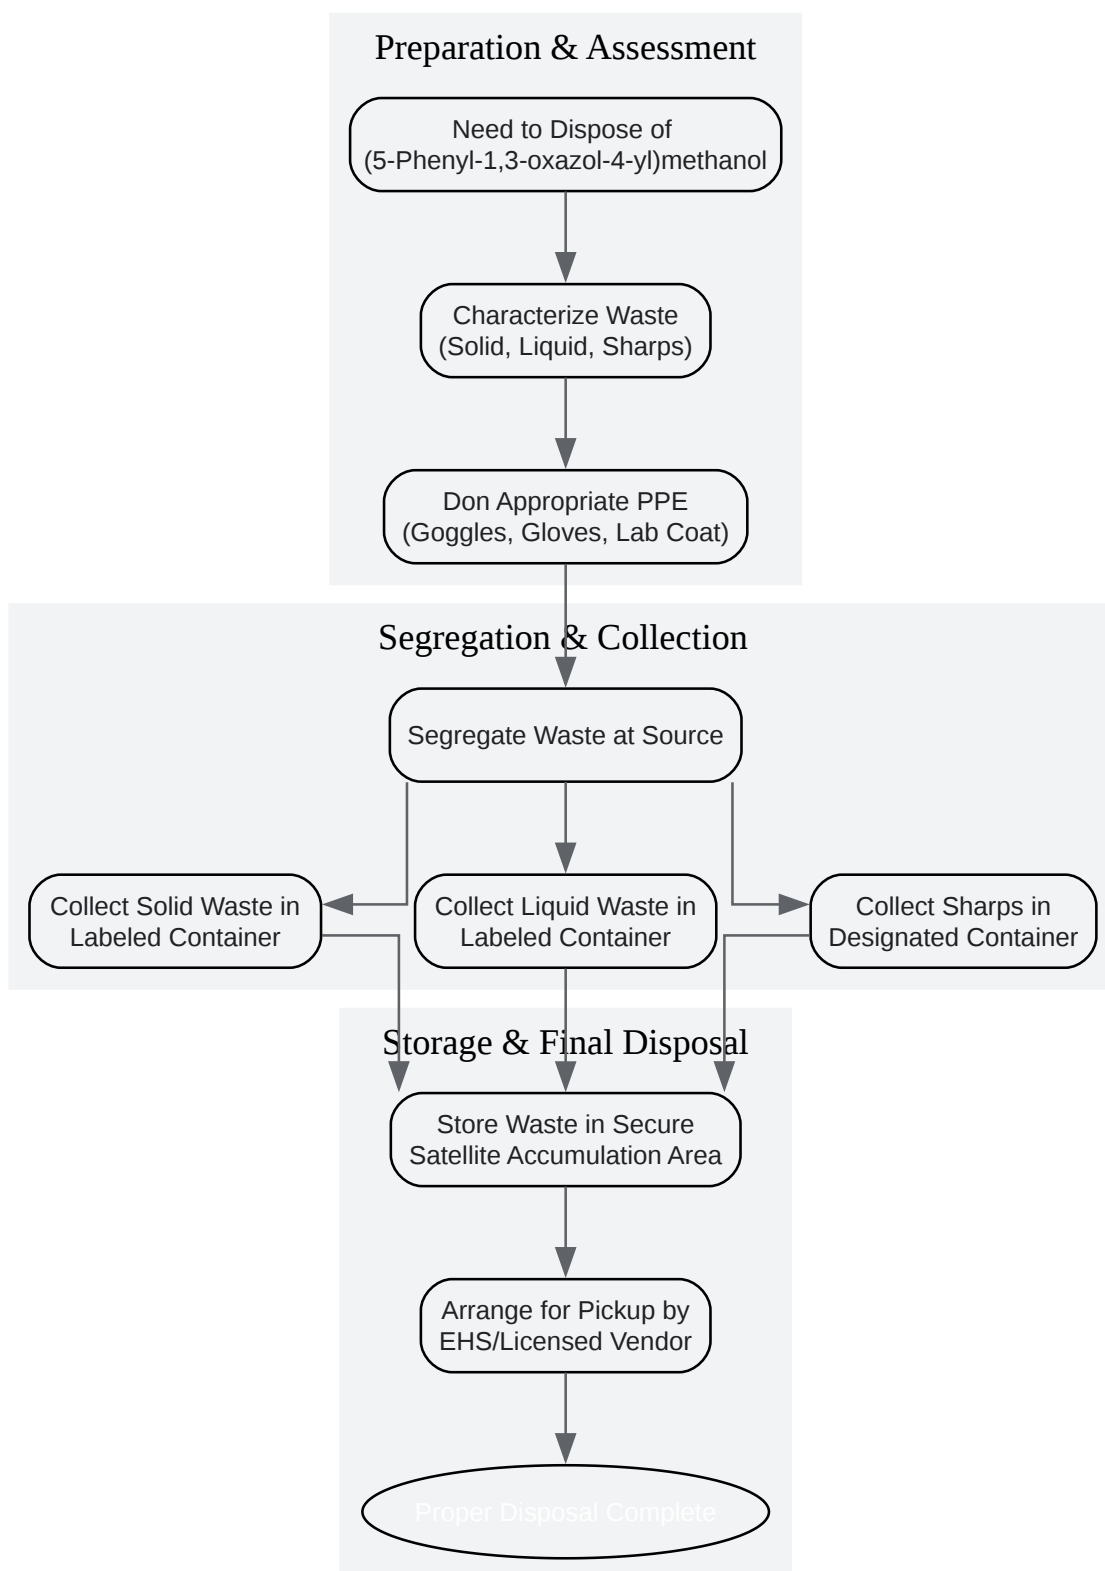 Preparation & Assessment
Need to Dispose of
(5-Phenyl-1,3-oxazol-4-yl)methanol
Characterize Waste
(Solid, Liquid, Sharps)
Don Appropriate PPE
(Goggles, Gloves, Lab Coat)
Segregation & Collection
Segregate Waste at Source
Collect Solid Waste in
Labeled Container
Collect Liquid Waste in
Labeled Container
Collect Sharps in
Designated Container
Storage & Final Disposal
Store Waste in Secure
Satellite Accumulation Area
Arrange for Pickup by
EHS/Licensed Vendor
Proper Disposal Complete